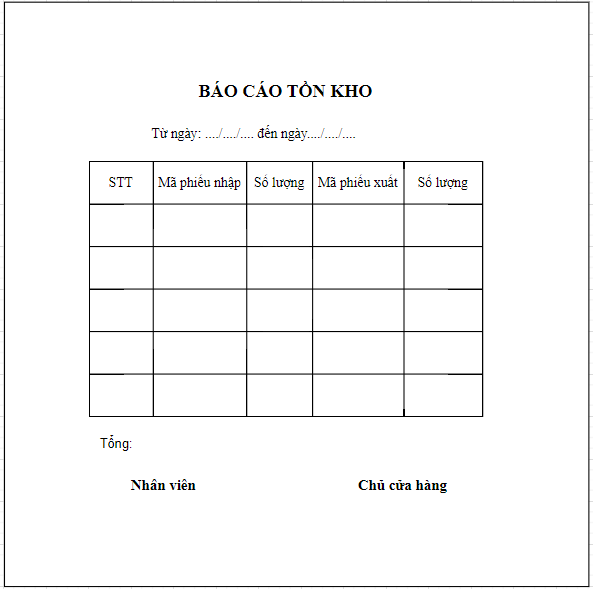 BÁO CÁO TỒN KHO
Từ ngày: ..../..../.... đến ngày..../..../....
STT Mã phiếu nhập Số lượng Mã phiếu xuất Số lượng
Tổng:
Nhân viên Chủ cửa hàng